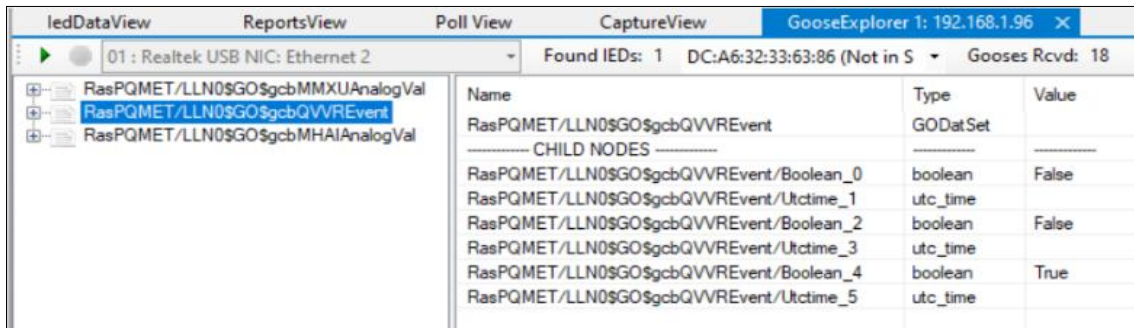 IedDataView ReportsView Poll View CaptureView GooseExplorer 1: 192.168.1.96 ×
01 : Realtek USB NIC: Ethernet 2 Found IEDs: 1 DC:A6:32:33:63:86 (Not in S Gooses Rcvd: 18
RasPQMET/LLN0$GO$gcbMMXUAnalogVal
RasPQMET/LLN0$GO$gcbQVVREvent
RasPQMET/LLN0$GO$gcbMHAIAnalogVal
Name Type Value
RasPQMET/LLN0$GO$gcbQVVREvent GODatSet
------------- CHILD NODES ------------- ------------- -------------
RasPQMET/LLN0$GO$gcbQVVREvent/Boolean_0 boolean False
RasPQMET/LLN0$GO$gcbQVVREvent/Utctime_1 utc_time
RasPQMET/LLN0$GO$gcbQVVREvent/Boolean_2 boolean False
RasPQMET/LLN0$GO$gcbQVVREvent/Utctime_3 utc_time
RasPQMET/LLN0$GO$gcbQVVREvent/Boolean_4 boolean True
RasPQMET/LLN0$GO$gcbQVVREvent/Utctime_5 utc_time